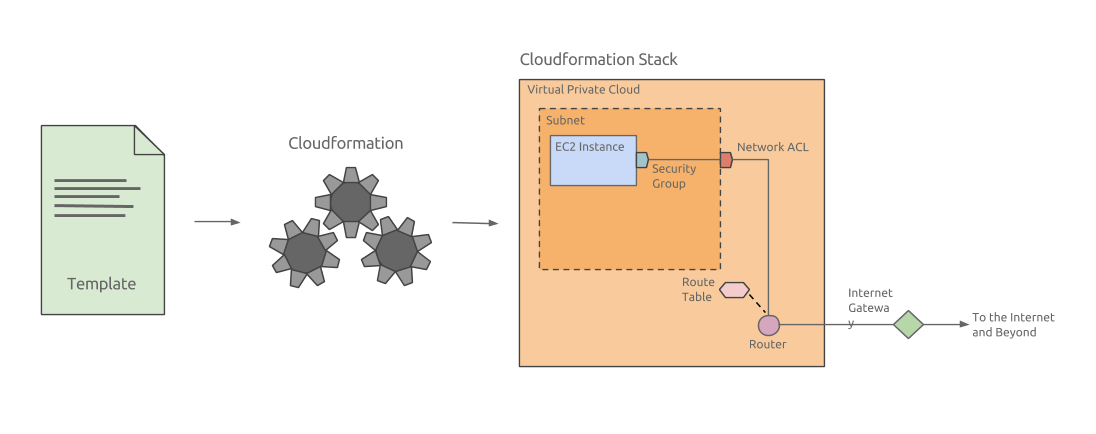 Cloudformation Stack
Virtual Private Cloud
Subnet
EC2 Instance
Network ACL
Security
Group
Cloudformation
Template
Route
Table
Router
Internet
Gatewa
y
To the Internet
and Beyond